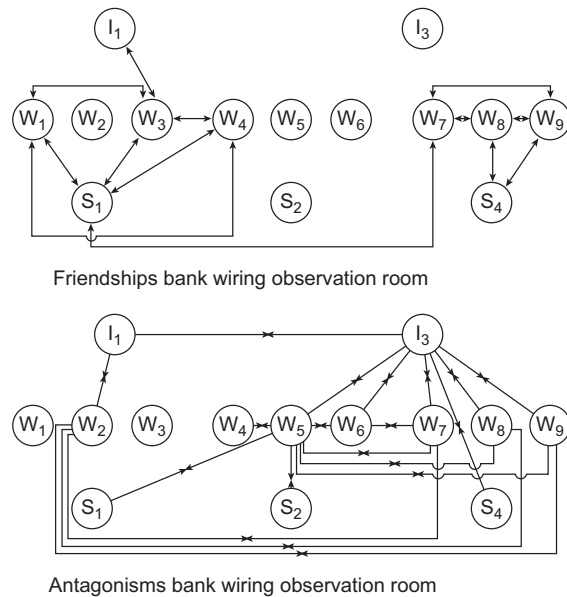 I1 I3
W1 W2 W3 W4 W5 W6 W7 W8 W9
S1 S2 S4
Friendships bank wiring observation room
I1 I3
W1 W2 W3 W4 W5 W6 W7 W8 W9
S1 S2 S4
Antagonisms bank wiring observation room